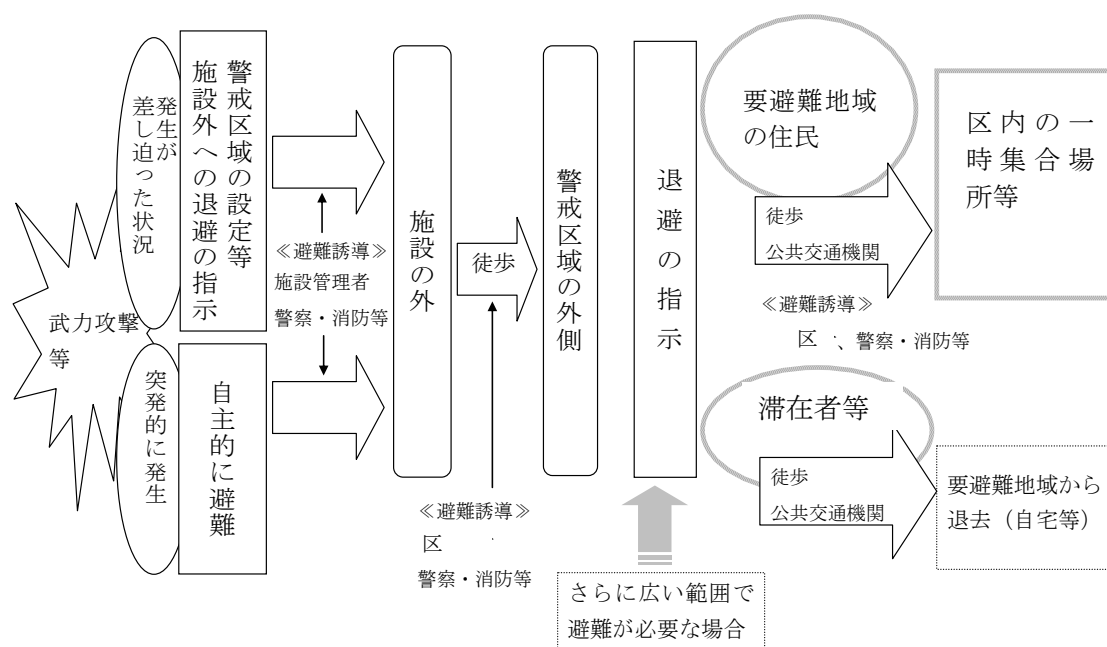 武力攻撃
等
発生が
差し迫った状況
警戒区域の設定等
施設外への退避の指示
突発的に発生
自主的に避難
≪避難誘導≫
施設管理者
警察・消防等
施設の外
徒歩
≪避難誘導≫
区
警察・消防等
警戒区域の外側
退避の指示
さらに広い範囲で
避難が必要な場合
要避難地域
の住民
徒歩
公共交通機関
≪避難誘導≫
区 、警察・消防等
区内の一
時集合場
所等
滞在者等
徒歩
公共交通機関
要避難地域から
退去（自宅等）